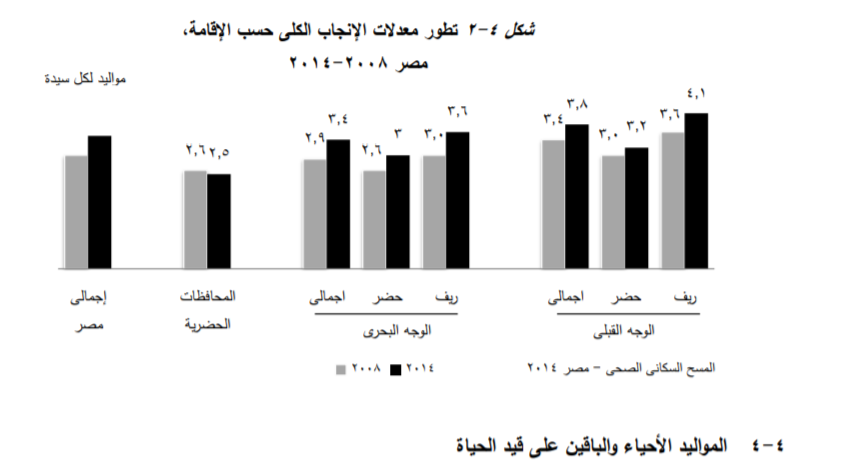 شكل ٤-٢ تطور معدلات الإنجاب الكلى حسب الإقامة،
مصر ٢٠٠٨-٢٠١٤
مواليد لكل سيدة
٢,٦ ٢,٥
٢,٩ ٣,٤
٢,٦ ٣
٣,٠ ٣,٦
٣,٤ ٣,٨
٣,٠ ٣,٢
٣,٦ ٤,١
إجمالى مصر
المحافظات الحضرية
اجمالى حضر ريف
الوجه البحرى
اجمالى حضر ريف
الوجه القبلى
٢٠٠٨ ٢٠١٤
المسح السكانى الصحى - مصر ٢٠١٤
٤-٤ المواليد الأحياء والباقين على قيد الحياة